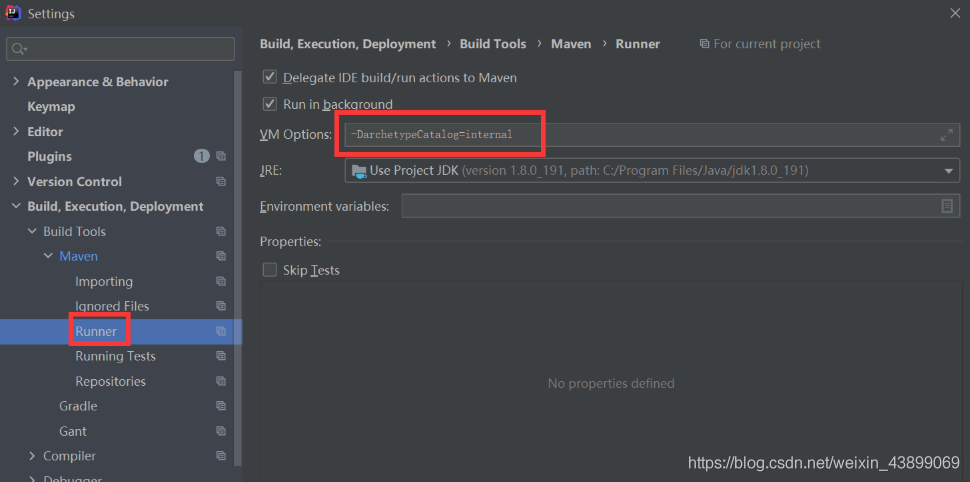 Settings
Build, Execution, Deployment › Build Tools › Maven › Runner For current project
Appearance & Behavior
Keymap
Editor
Plugins 1
Version Control
Build, Execution, Deployment
Build Tools
Maven
Importing
Ignored Files
Runner
Running Tests
Repositories
Gradle
Gant
Compiler
Debugger
Delegate IDE build/run actions to Maven
Run in background
VM Options: -DarchetypeCatalog=internal
JRE: Use Project JDK (version 1.8.0_191, path: C:/Program Files/Java/jdk1.8.0_191)
Environment variables:
Properties:
Skip Tests
No properties defined
https://blog.csdn.net/weixin_43899069